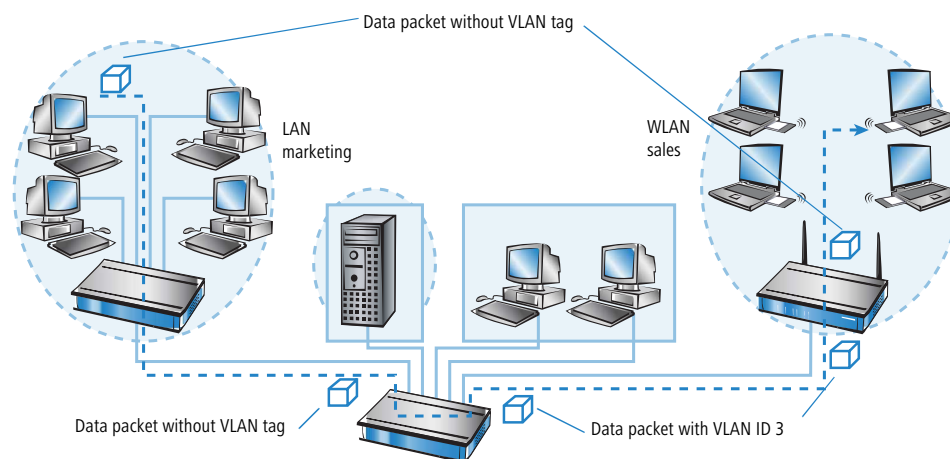 Data packet without VLAN tag
LAN
marketing
WLAN
sales
Data packet without VLAN tag
Data packet with VLAN ID 3